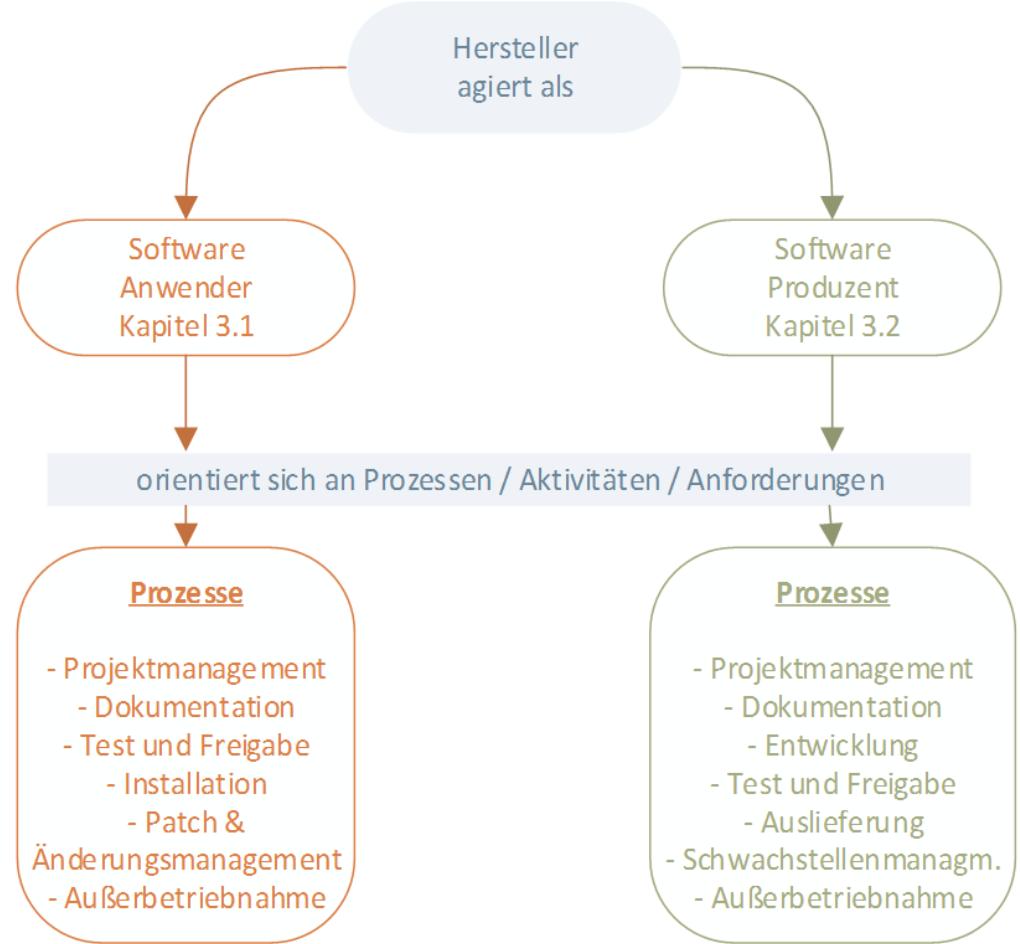 Hersteller
agiert als
Software
Anwender
Kapitel 3.1
Software
Produzent
Kapitel 3.2
orientiert sich an Prozessen / Aktivitäten / Anforderungen
Prozesse
- Projektmanagement
- Dokumentation
- Test und Freigabe
- Installation
- Patch &
Änderungsmanagement
- Außerbetriebnahme
Prozesse
- Projektmanagement
- Dokumentation
- Entwicklung
- Test und Freigabe
- Auslieferung
- Schwachstellenmanagm.
- Außerbetriebnahme